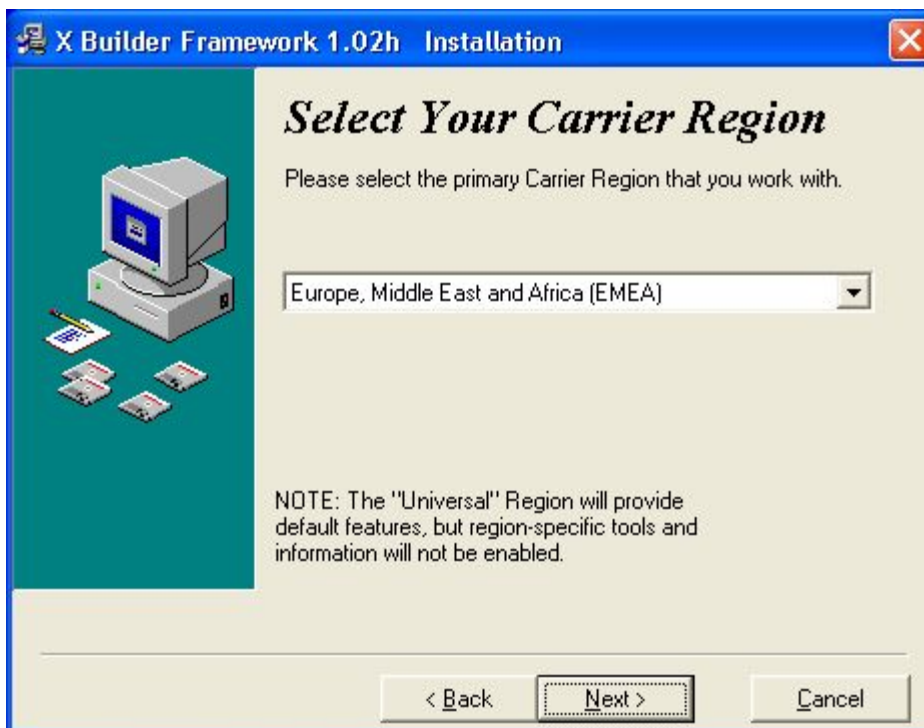 X Builder Framework 1.02h Installation
Select Your Carrier Region
Please select the primary Carrier Region that you work with.
Europe, Middle East and Africa (EMEA)
NOTE: The "Universal" Region will provide
default features, but region-specific tools and
information will not be enabled.
< Back
Next >
Cancel